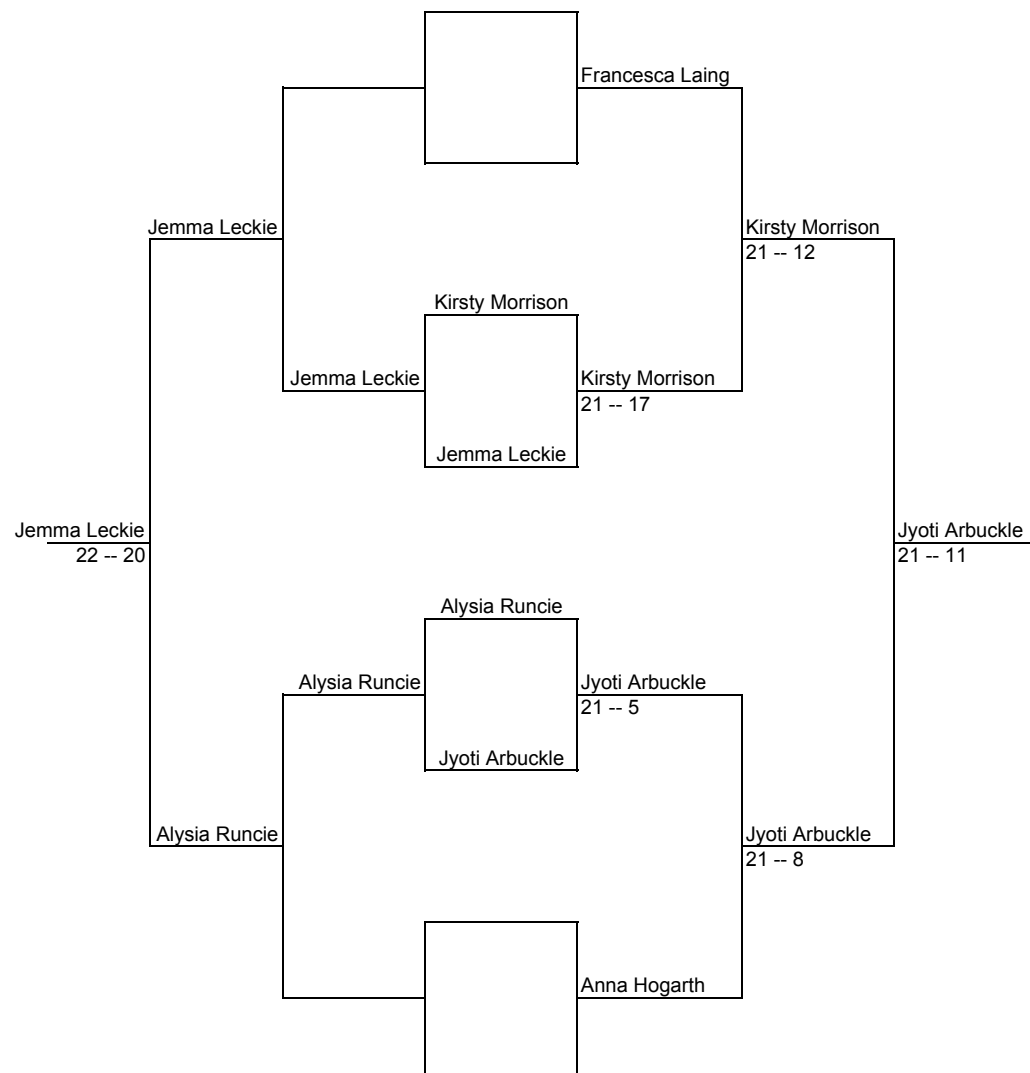 Francesca Laing
Jemma Leckie
Kirsty Morrison
21 -- 12
Kirsty Morrison
Jemma Leckie
Kirsty Morrison
21 -- 17
Jemma Leckie
Jemma Leckie
22 -- 20
Jyoti Arbuckle
21 -- 11
Alysia Runcie
Alysia Runcie
Jyoti Arbuckle
21 -- 5
Jyoti Arbuckle
Alysia Runcie
Jyoti Arbuckle
21 -- 8
Anna Hogarth